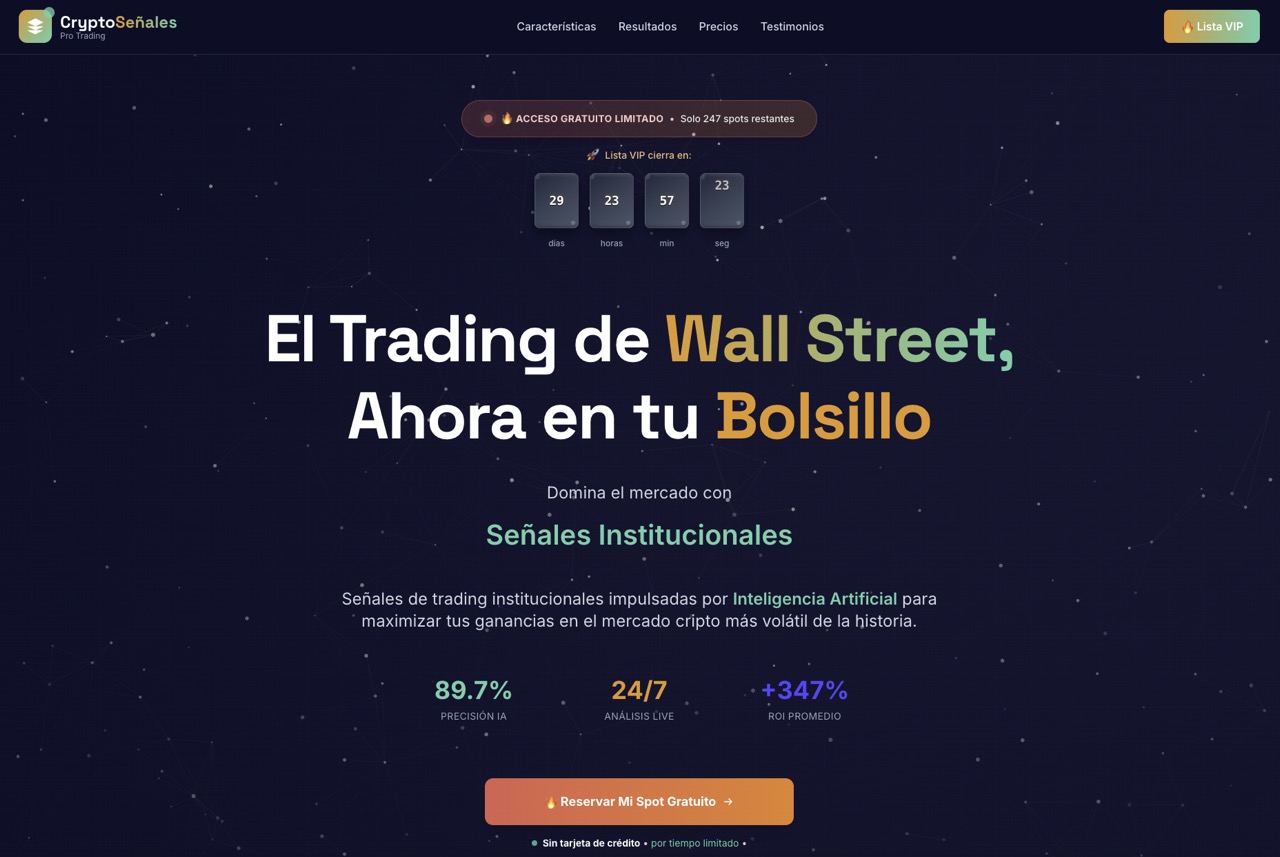 CryptoSeñales
Pro Trading
Características
Resultados
Precios
Testimonios
🔥 Lista VIP
🔥 ACCESO GRATUITO LIMITADO • Solo 247 spots restantes
🚀 Lista VIP cierra en:
29
23
57
23
dias
horas
min
seg
El Trading de Wall Street,
Ahora en tu Bolsillo
Domina el mercado con
Señales Institucionales
Señales de trading institucionales impulsadas por Inteligencia Artificial para
maximizar tus ganancias en el mercado cripto más volátil de la historia.
89.7%
24/7
+347%
PRECISIÓN IA
ANÁLISIS LIVE
ROI PROMEDIO
🔥 Reservar Mi Spot Gratuito →
Sin tarjeta de crédito • por tiempo limitado •